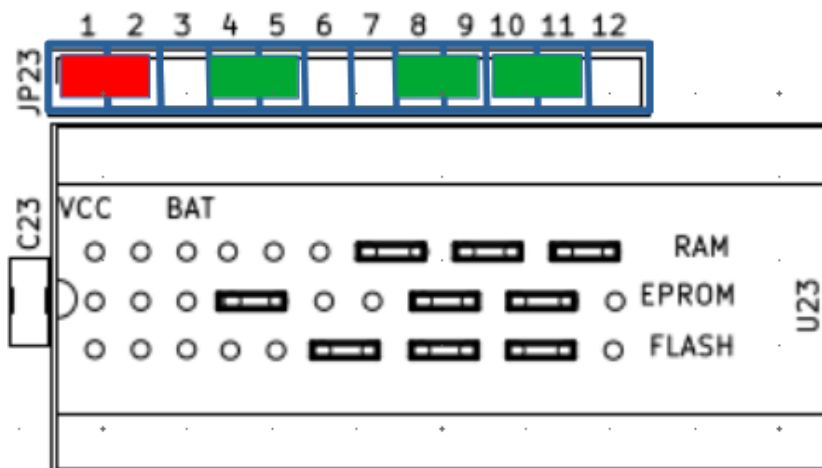 1 2 3 4 5 6 7 8 9 10 11 12
JP23
C23
VCC BAT
RAM
EPROM
FLASH
U23